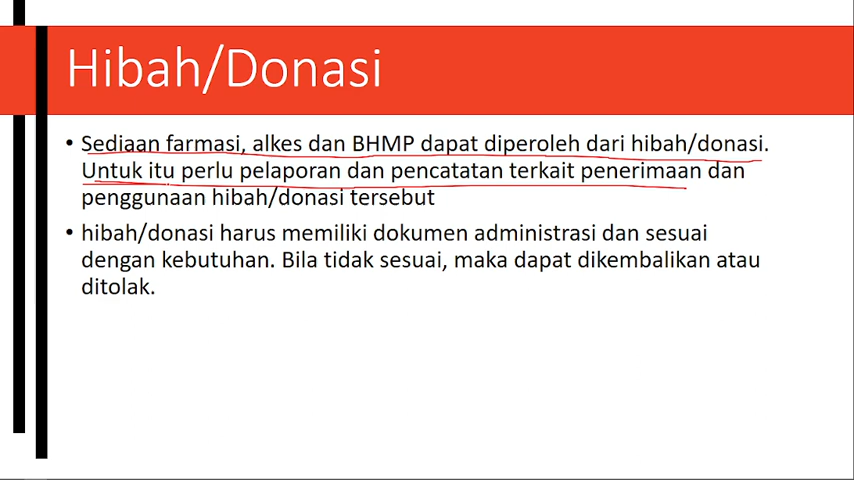 Hibah/Donasi
• Sediaan farmasi, alkes dan BHMP dapat diperoleh dari hibah/donasi.
Untuk itu perlu pelaporan dan pencatatan terkait penerimaan dan
penggunaan hibah/donasi tersebut
• hibah/donasi harus memiliki dokumen administrasi dan sesuai
dengan kebutuhan. Bila tidak sesuai, maka dapat dikembalikan atau
ditolak.